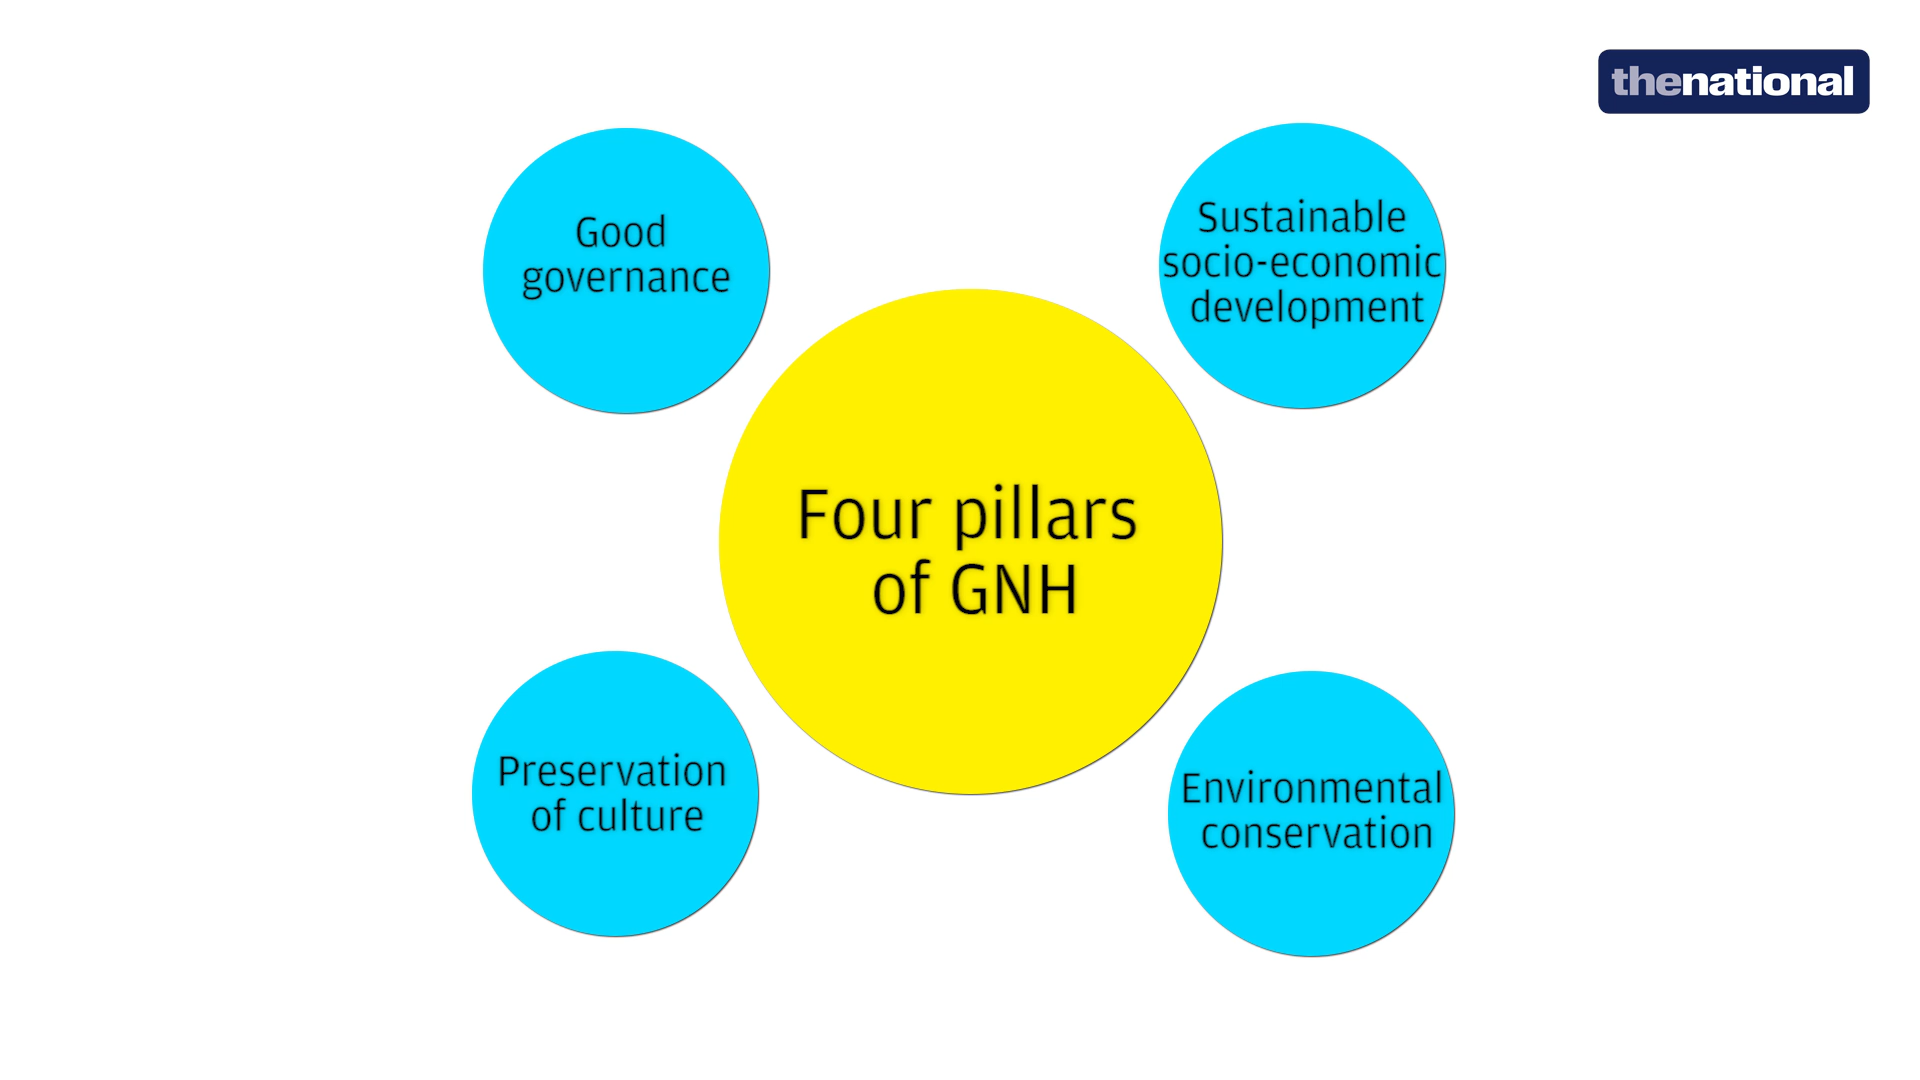 thenational
Good
governance
Sustainable
socio-economic
development
Four pillars
of GNH
Preservation
of culture
Environmental
conservation